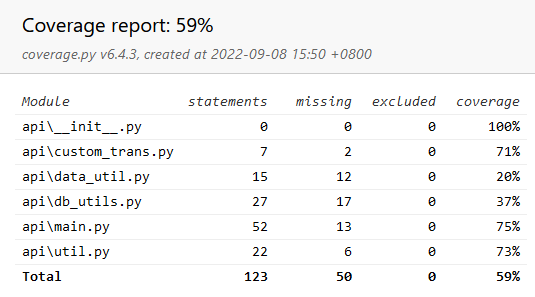 Coverage report: 59%
coverage.py v6.4.3, created at 2022-09-08 15:50 +0800
Module statements missing excluded coverage
api\__init__.py 0 0 0 100%
api\custom_trans.py 7 2 0 71%
api\data_util.py 15 12 0 20%
api\db_utils.py 27 17 0 37%
api\main.py 52 13 0 75%
api\util.py 22 6 0 73%
Total 123 50 0 59%